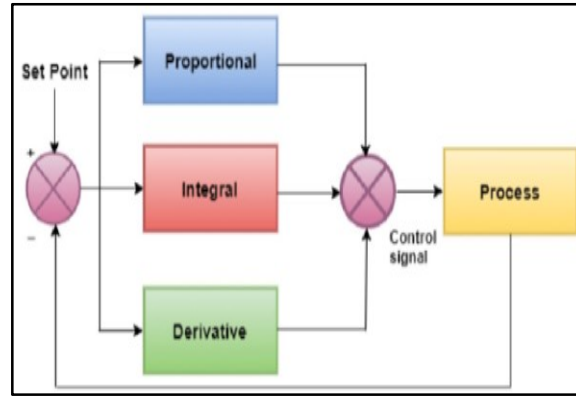 Set Point
+
−
Proportional
Integral
Derivative
Control
signal
Process